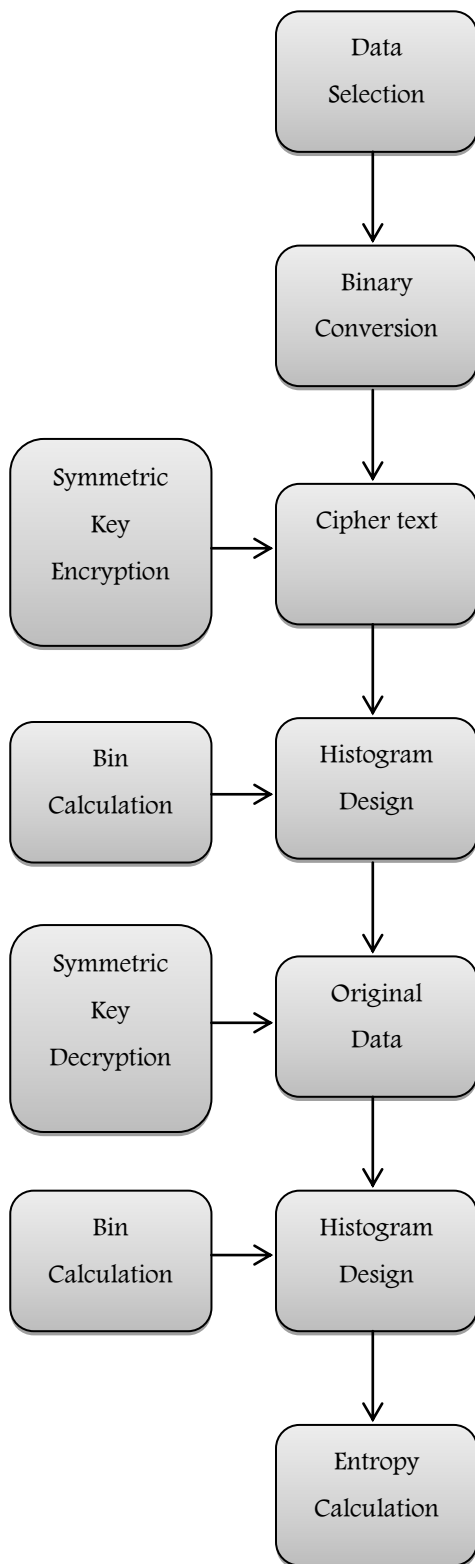 Data
Selection
Binary
Conversion
Symmetric
Key
Encryption
Cipher text
Bin
Calculation
Histogram
Design
Symmetric
Key
Decryption
Original
Data
Bin
Calculation
Histogram
Design
Entropy
Calculation